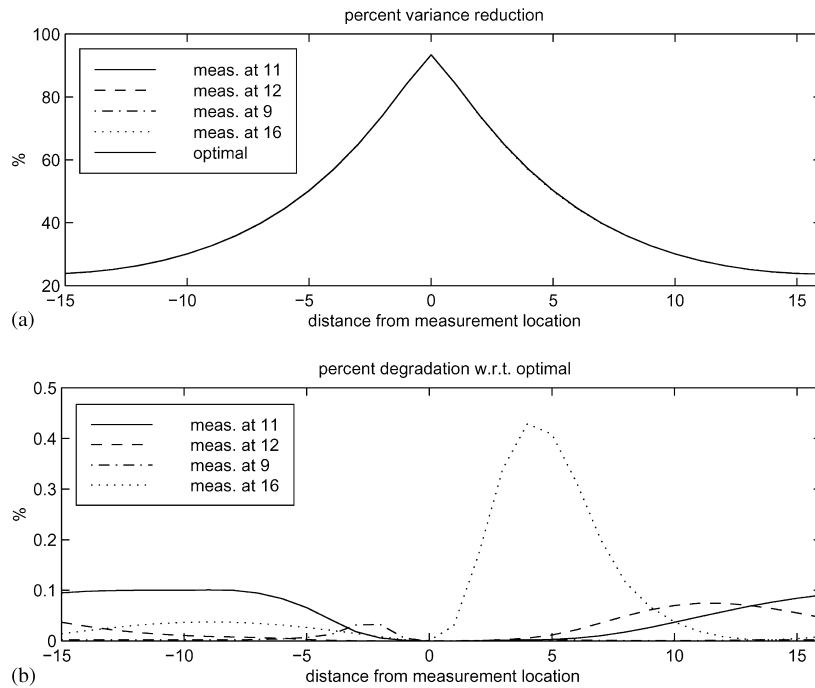 percent variance reduction
100
80
60
40
20
%
meas. at 11
meas. at 12
meas. at 9
meas. at 16
optimal
−15 −10 −5 0 5 10 15
distance from measurement location
(a)
percent degradation w.r.t. optimal
0.5
0.4
0.3
0.2
0.1
0
%
meas. at 11
meas. at 12
meas. at 9
meas. at 16
−15 −10 −5 0 5 10 15
distance from measurement location
(b)